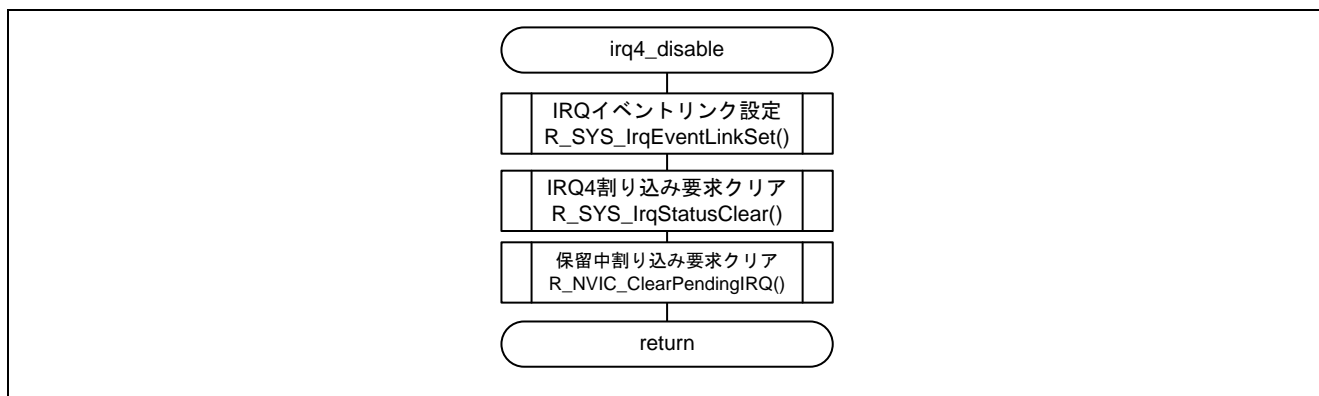 irq4_disable
IRQイベントリンク設定
R_SYS_IrqEventLinkSet()
IRQ4割り込み要求クリア
R_SYS_IrqStatusClear()
保留中割り込み要求クリア
R_NVIC_ClearPendingIRQ()
return